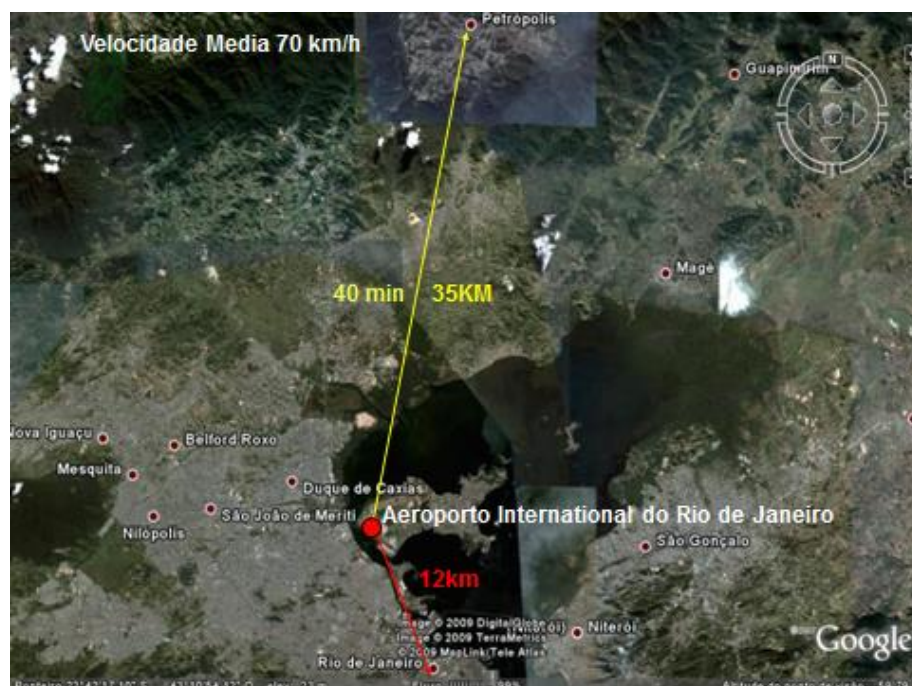 Petrópolis
Velocidade Media 70 km/h
Guapimirim
N
Magé
40 min 35KM
Nova Iguaçu
Belford Roxo
Mesquita
Duque de Caxias
São João de Meriti
Aeroporto International do Rio de Janeiro
Nilópolis
São Gonçalo
12km
Image © 2009 DigitalGlobe
Niterói
Image © 2009 TerraMetrics
© 2009 MapLink/Tele Atlas
Google
Rio de Janeiro